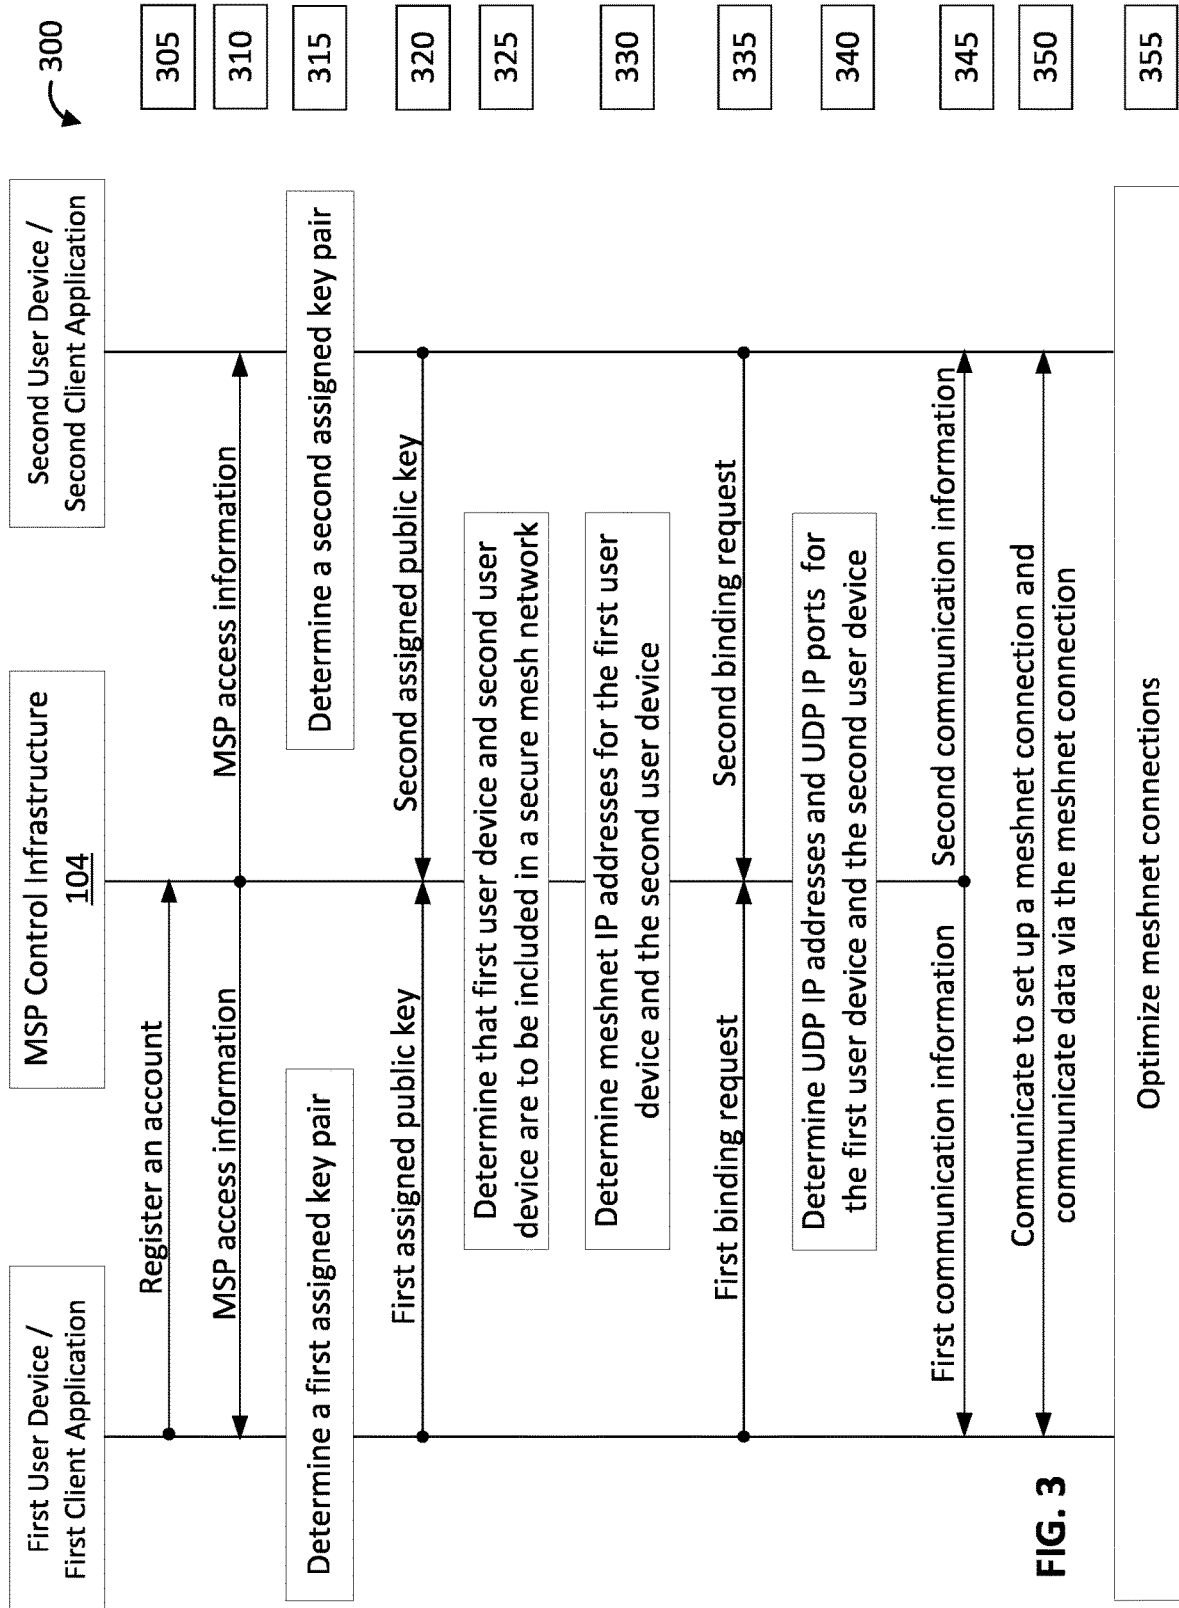 300
First User Device /
First Client Application
MSP Control Infrastructure
104
Second User Device /
Second Client Application
Register an account
305
MSP access information
MSP access information
310
Determine a first assigned key pair
Determine a second assigned key pair
315
First assigned public key
Second assigned public key
320
Determine that first user device and second user
device are to be included in a secure mesh network
325
Determine meshnet IP addresses for the first user
device and the second user device
330
First binding request
Second binding request
335
Determine UDP IP addresses and UDP IP ports for
the first user device and the second user device
340
First communication information
Second communication information
345
Communicate to set up a meshnet connection and
communicate data via the meshnet connection
350
Optimize meshnet connections
355
FIG. 3